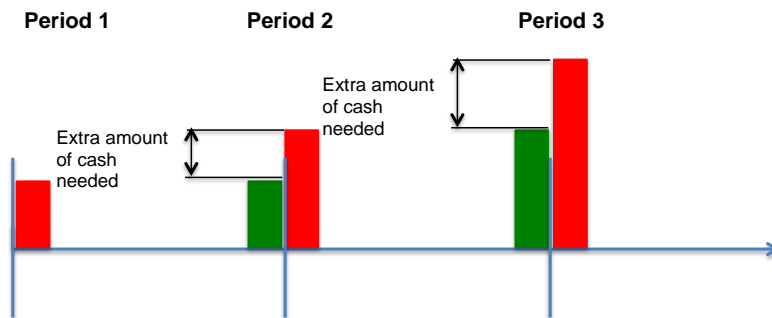 Period 1
Period 2
Period 3
Extra amount
of cash
needed
Extra amount
of cash
needed